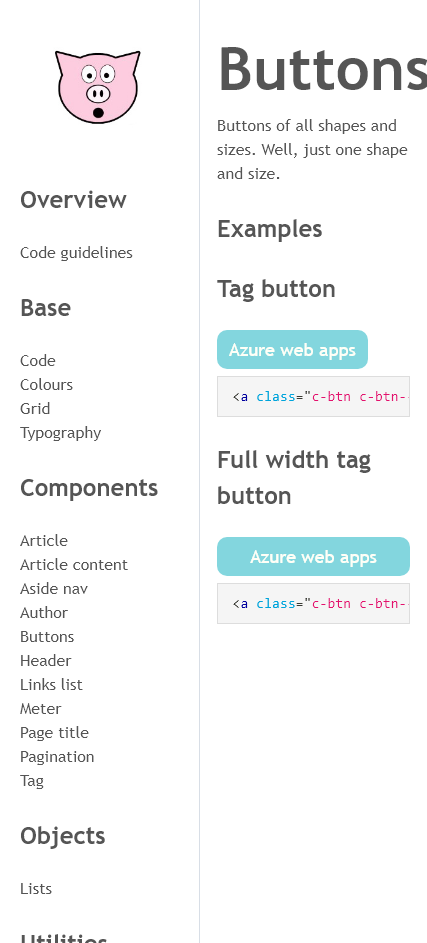 Overview
Code guidelines
Base
Code
Colours
Grid
Typography
Components
Article
Article content
Aside nav
Author
Buttons
Header
Links list
Meter
Page title
Pagination
Tag
Objects
Lists
Utilities
Buttons
Buttons of all shapes and
sizes. Well, just one shape
and size.
Examples
Tag button
Azure web apps
<a class="c-btn c-btn-
Full width tag
button
Azure web apps
<a class="c-btn c-btn-